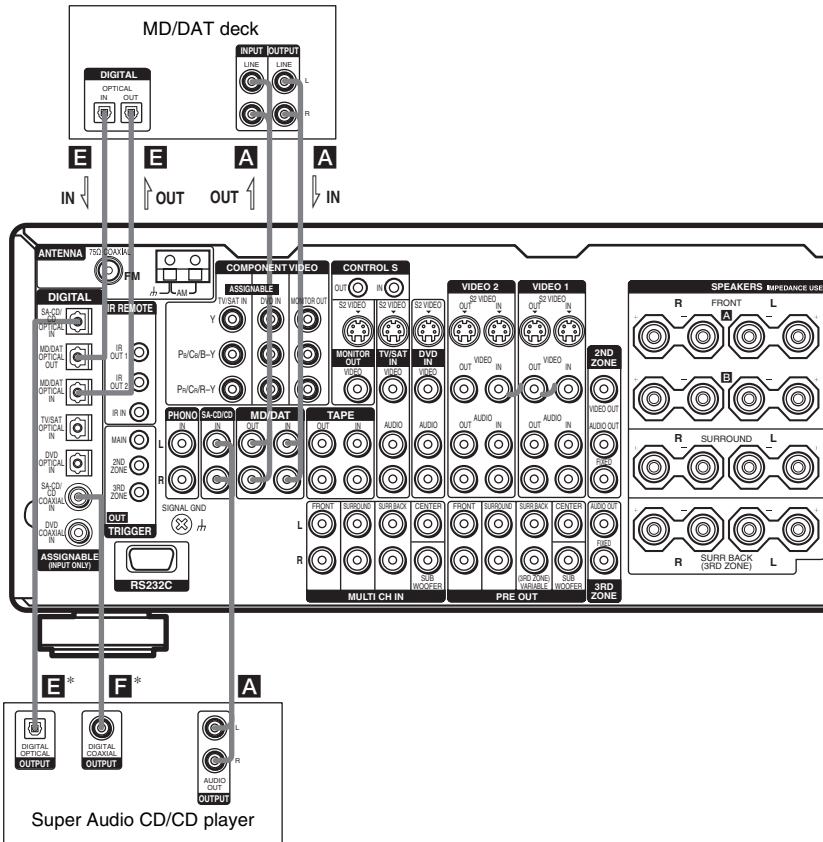 MD/DAT deck
INPUT OUTPUT
LINE LINE
L
R
DIGITAL
OPTICAL
IN OUT
E E A A
IN OUT OUT IN
ANTENNA
75Ω COAXIAL
FM
AM
DIGITAL
SA-CD/
CD
OPTICAL
IN
MD/DAT
OPTICAL
OUT
MD/DAT
OPTICAL
IN
TV/SAT
OPTICAL
IN
DVD
OPTICAL
IN
SA-CD/
CD
COAXIAL
IN
DVD
COAXIAL
IN
ASSIGNABLE
(INPUT ONLY)
IR REMOTE
IR
OUT 1
IR
OUT 2
IR IN
MAIN
2ND
ZONE
3RD
ZONE
OUT
TRIGGER
COMPONENT VIDEO
ASSIGNABLE
TV/SAT IN DVD IN MONITOR OUT
Y
PB/CB/B–Y
PR/CR/R–Y
CONTROL S
OUT IN
S2 VIDEO S2 VIDEO S2 VIDEO
MONITOR
OUT
TV/SAT
IN
DVD
IN
VIDEO VIDEO VIDEO
AUDIO AUDIO
VIDEO 2 VIDEO 1
OUT S2 VIDEO IN OUT S2 VIDEO IN
OUT VIDEO IN OUT VIDEO IN
OUT AUDIO IN OUT AUDIO IN
2ND
ZONE
VIDEO OUT
AUDIO OUT
FIXED
PHONO SA-CD/CD MD/DAT TAPE
IN IN OUT IN OUT IN
L
R
SIGNAL GND
RS232C
FRONT SURROUND SURR BACK CENTER
L
R
SUB
WOOFER
MULTI CH IN
FRONT SURROUND SURR BACK CENTER
(3RD ZONE)
VARIABLE
SUB
WOOFER
PRE OUT
AUDIO OUT
FIXED
3RD
ZONE
SPEAKERS IMPEDANCE USE
R FRONT L
A
B
R SURROUND L
R SURR BACK L
(3RD ZONE)
E* F* A
DIGITAL
OPTICAL
OUTPUT
DIGITAL
COAXIAL
OUTPUT
L
R
AUDIO
OUT
OUTPUT
Super Audio CD/CD player